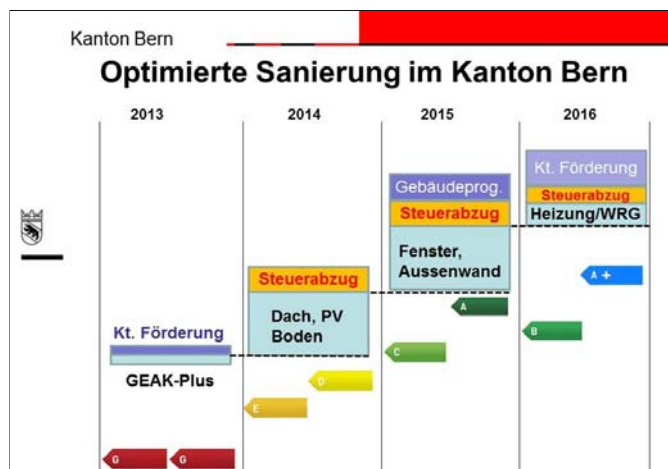 Kanton Bern
Optimierte Sanierung im Kanton Bern
2013
2014
2015
2016
Kt. Förderung
GEAK-Plus
G
G
Steuerabzug
Dach, PV
Boden
D
E
Gebäudeprog.
Steuerabzug
Fenster,
Aussenwand
A
C
Kt. Förderung
Steuerabzug
Heizung/WRG
A +
B